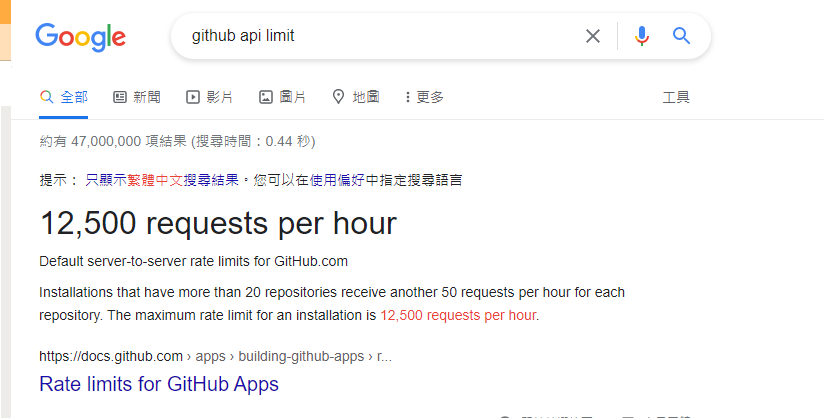 Google
github api limit
全部
新聞
影片
圖片
地圖
更多
工具
約有 47,000,000 項結果 (搜尋時間：0.44 秒)
提示： 只顯示繁體中文搜尋結果。您可以在使用偏好中指定搜尋語言
12,500 requests per hour
Default server-to-server rate limits for GitHub.com
Installations that have more than 20 repositories receive another 50 requests per hour for each
repository. The maximum rate limit for an installation is 12,500 requests per hour.
https://docs.github.com › apps › building-github-apps › r...
Rate limits for GitHub Apps